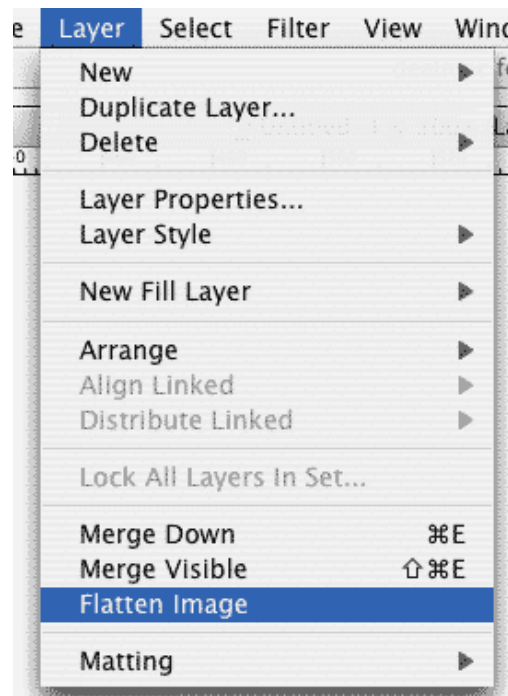 e Layer Select Filter View Win
New
Duplicate Layer...
Delete
Layer Properties...
Layer Style
New Fill Layer
Arrange
Align Linked
Distribute Linked
Lock All Layers In Set...
Merge Down ⌘E
Merge Visible ⇧⌘E
Flatten Image
Matting